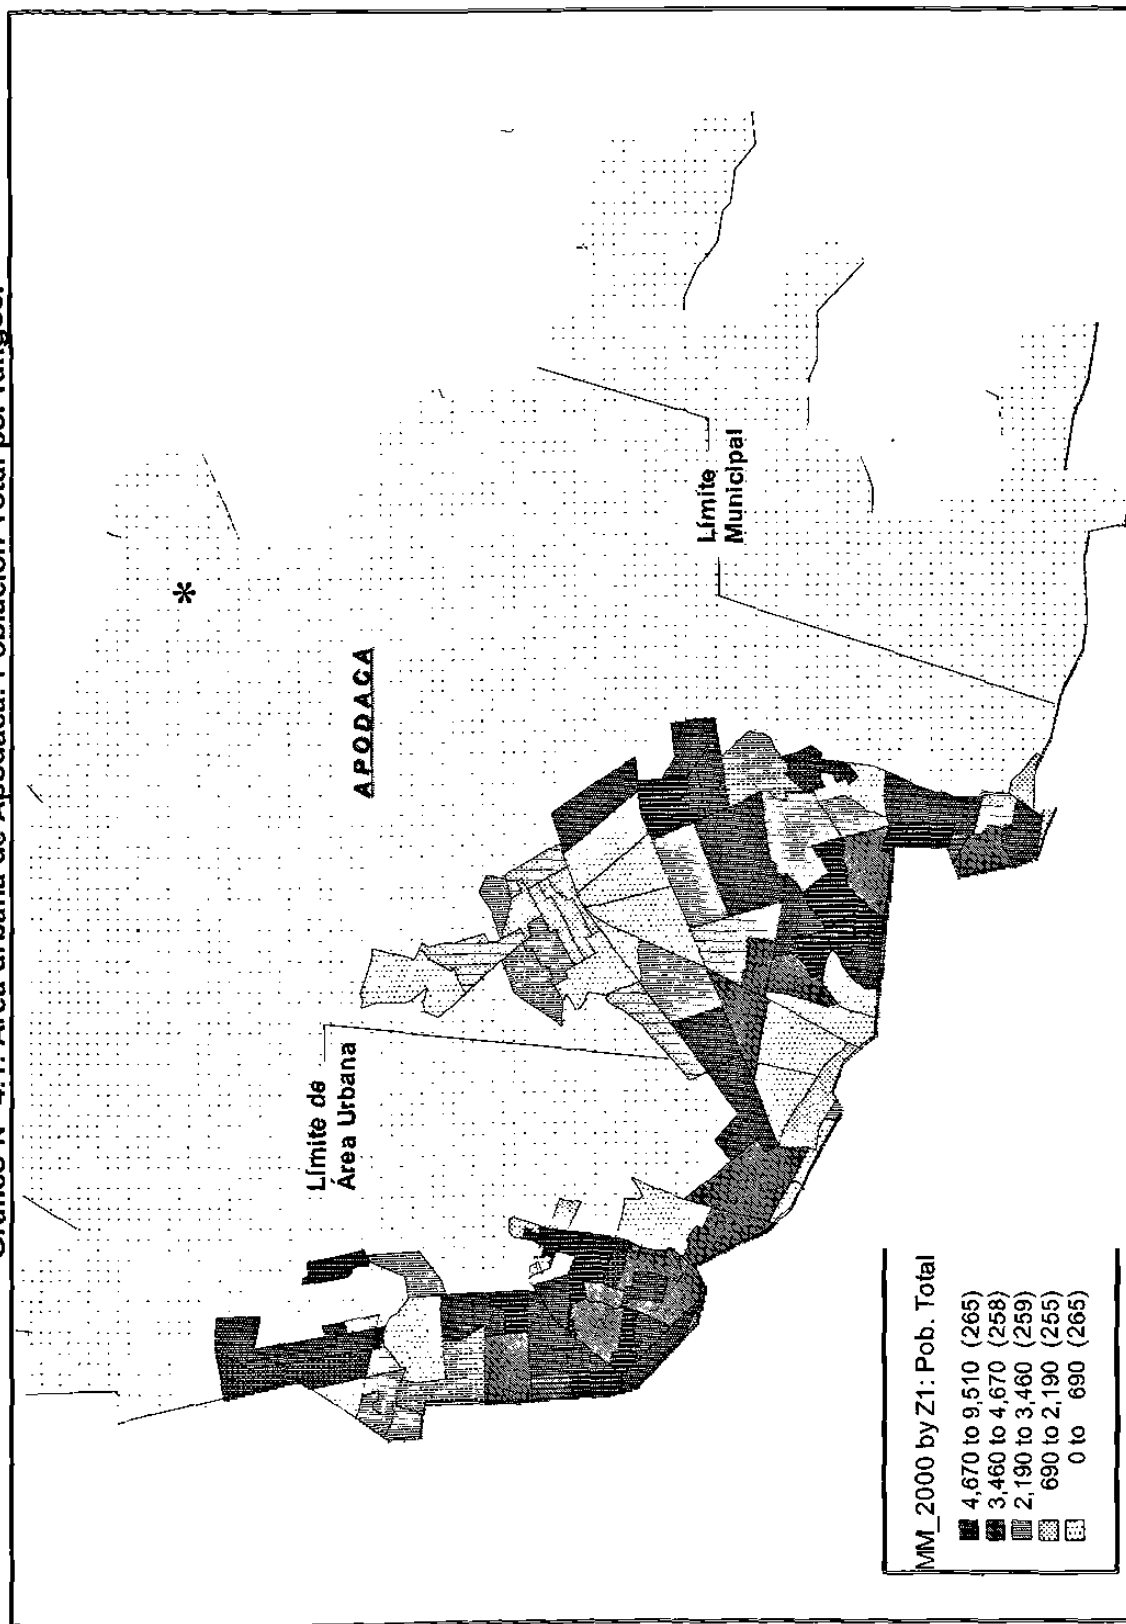 APODACA
Límite de
Área Urbana
Límite
Municipal
MM_2000 by Z1: Pob. Total
4,670 to 9,510 (265)
3,460 to 4,670 (258)
2,190 to 3,460 (259)
690 to 2,190 (255)
0 to 690 (265)